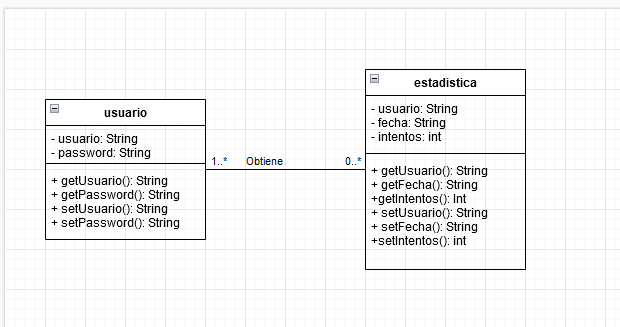 usuario
- usuario: String
- password: String
+ getUsuario(): String
+ getPassword(): String
+ setUsuario(): String
+ setPassword(): String
1..* Obtiene 0..*
estadistica
- usuario: String
- fecha: String
- intentos: int
+ getUsuario(): String
+ getFecha(): String
+getIntentos(): Int
+ setUsuario(): String
+ setFecha(): String
+setIntentos(): int